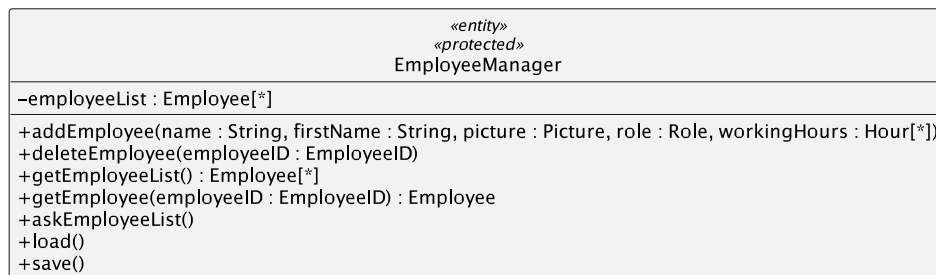 «entity»
«protected»
EmployeeManager
–employeeList : Employee[*]
+addEmployee(name : String, firstName : String, picture : Picture, role : Role, workingHours : Hour[*])
+deleteEmployee(employeeID : EmployeeID)
+getEmployeeList() : Employee[*]
+getEmployee(employeeID : EmployeeID) : Employee
+askEmployeeList()
+load()
+save()